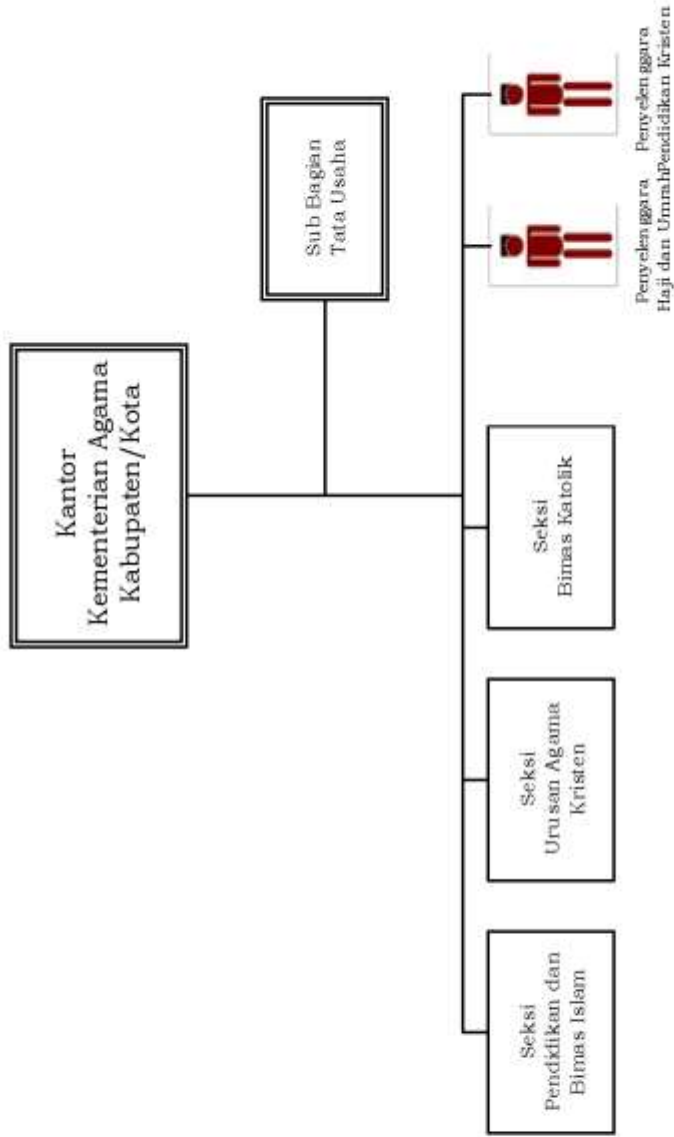 Kantor
Kementerian Agama
Kabupaten/Kota
Sub Bagian
Tata Usaha
Seksi
Pendidikan dan
Bimas Islam
Seksi
Urusan Agama
Kristen
Seksi
Bimas Katolik
Penyelenggara
Haji dan Umrah
Penyelenggara
Pendidikan Kristen